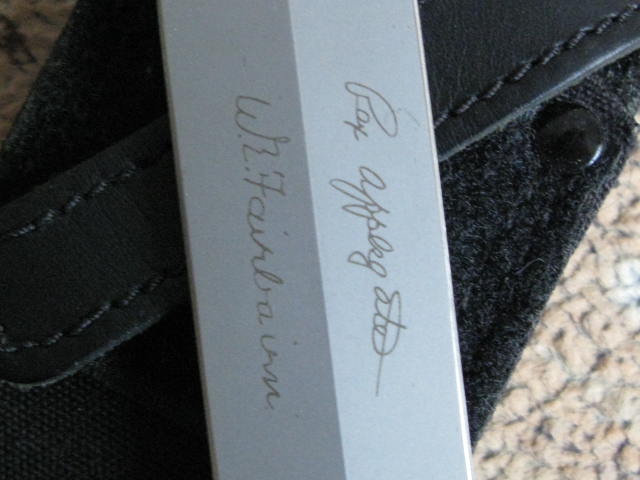 Rex Applegate
W.E. Fairbairn.